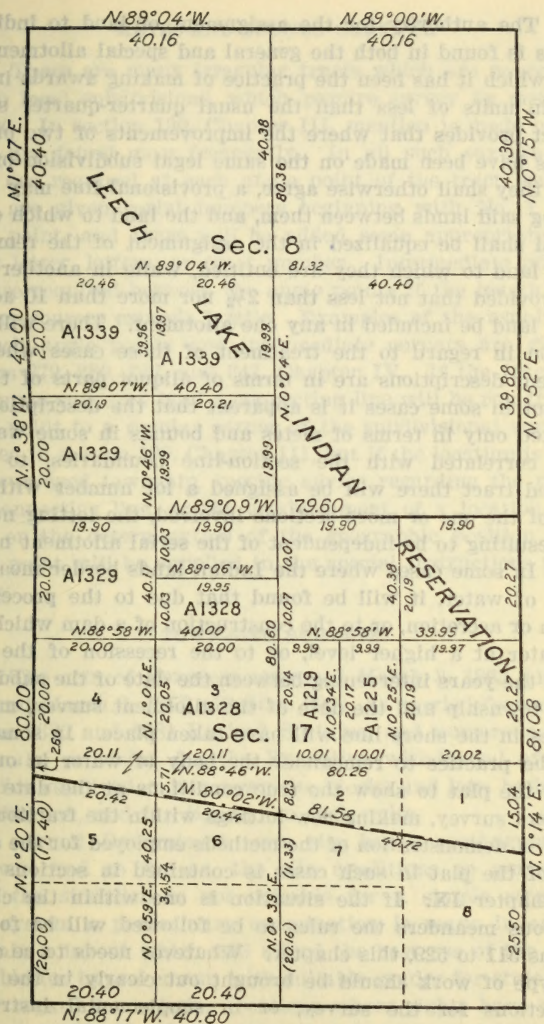 N.89°04'W. N.89°00'W.
40.16 40.16
N.1°07'E. 40.40
40.38
80.36
40.30 N.0°15'W.
LEECH
Sec. 8
N. 89°04' W. 81.32
20.46 20.46 40.40
40.00
20.00
A1339
39.96
19.97
LAKE
19.99
A1339
N. 89°07'W. 40.40
20.19 20.21
N.0°04'E.
39.88 N.0°52'E.
N.1°38'W.
20.00
A1329
N.0°46'W.
19.99
19.99
INDIAN
N. 89°09'W. 79.60
19.90 19.90 19.90 19.90
A1329
20.00
40.11
10.03
N.89°06'W.
19.95
10.03 A1328
10.07
10.07
40.38
20.19
RESERVATION
20.27
N.88°58'W. 40.00 80.60 N.88°58'W. 39.95
20.00 20.00 9.99 9.99 19.97
80.00
20.00
4
N.1°01'E.
20.05
3
A1328
Sec. 17
20.14
A1219
N.0°34'E.
20.17
A1225
N.0°55'E.
20.19
20.27
81.08
20.11 20.11 10.01 10.01 20.02
N.88°46'W. 80.26
2.60
5.71
N.80°02'W.
20.42 20.44
8.83
2
81.58
1
40.72
15.04
N.0°14'E.
N.1°20'E.
(17.40)
5
6
46.25
34.54
N.0°59'E.
(11.33)
7
N.0°39'E.
(20.16)
(20.00)
8
25.50
20.40 20.40
N.88°17'W. 40.80